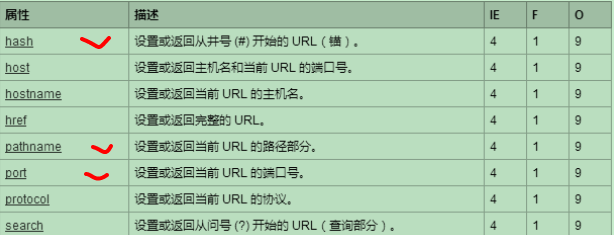 属性 描述 IE F O
hash 设置或返回从井号 (#) 开始的 URL（锚）。 4 1 9
host 设置或返回主机名和当前 URL 的端口号。 4 1 9
hostname 设置或返回当前 URL 的主机名。 4 1 9
href 设置或返回完整的 URL。 4 1 9
pathname 设置或返回当前 URL 的路径部分。 4 1 9
port 设置或返回当前 URL 的端口号。 4 1 9
protocol 设置或返回当前 URL 的协议。 4 1 9
search 设置或返回从问号 (?) 开始的 URL（查询部分）。 4 1 9